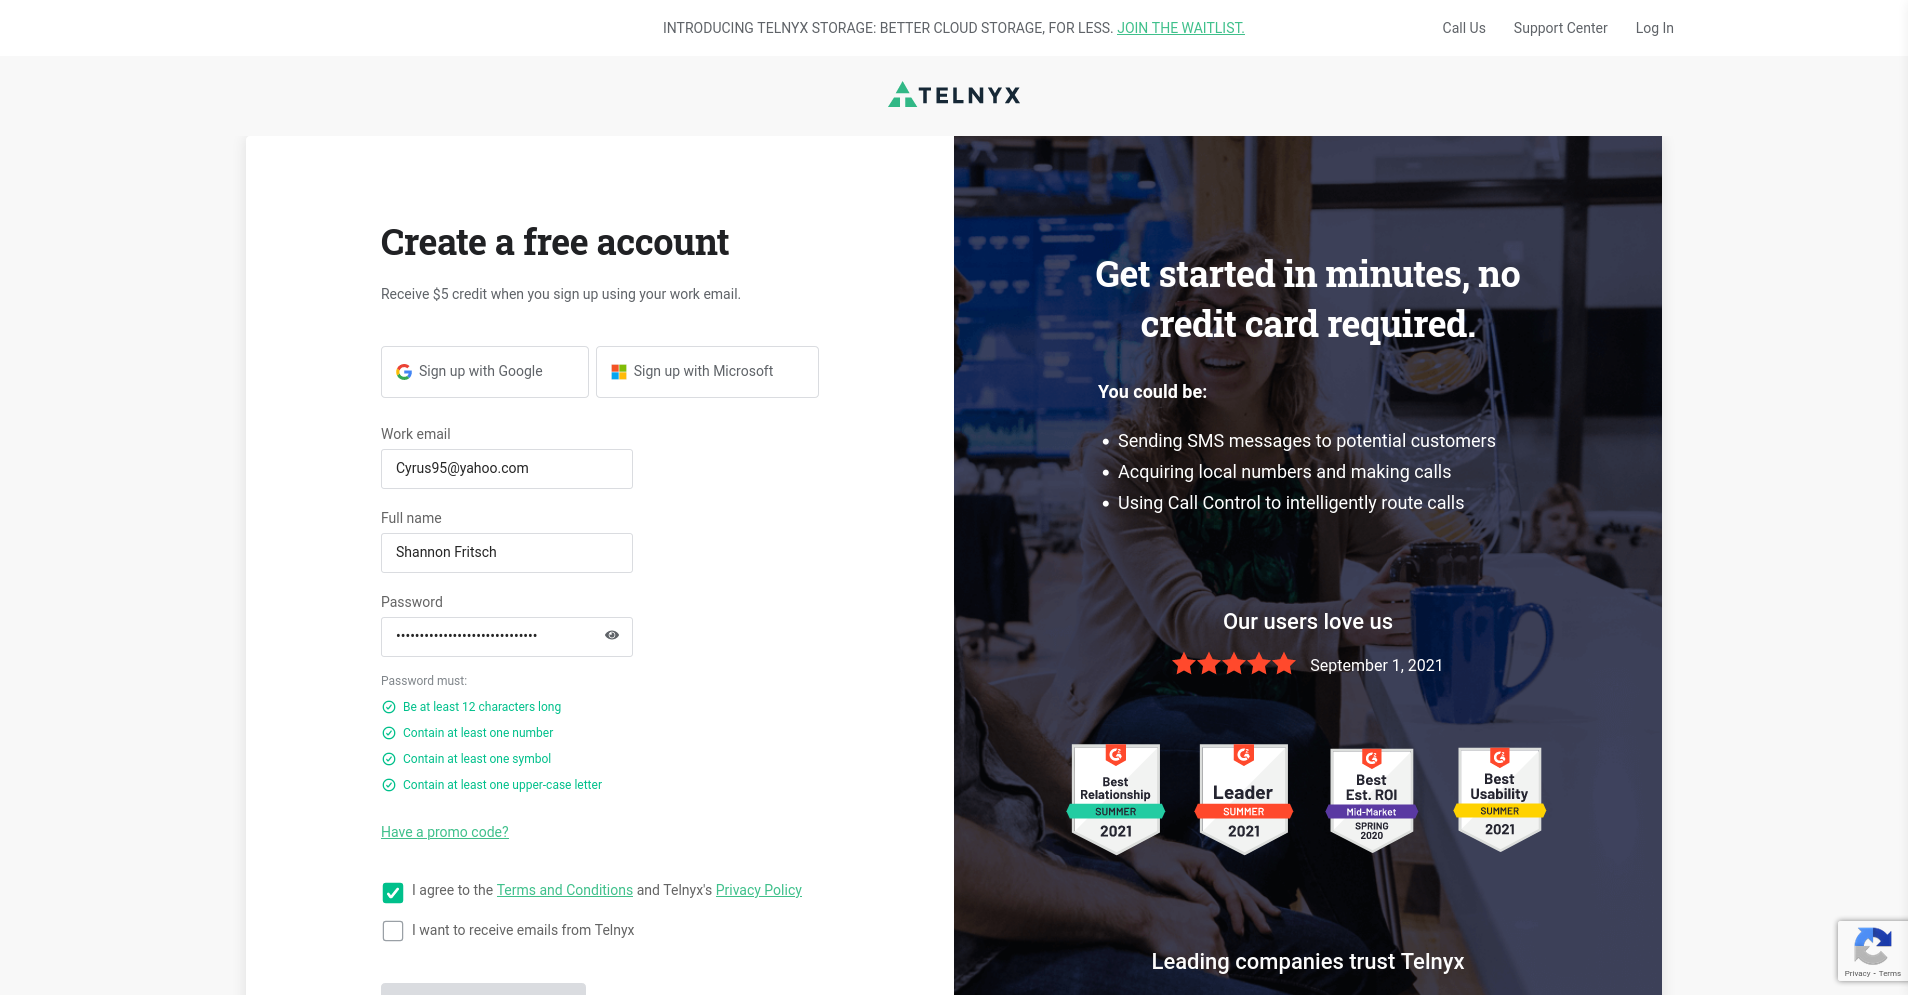 INTRODUCING TELNYX STORAGE: BETTER CLOUD STORAGE, FOR LESS. JOIN THE WAITLIST.
Call Us Support Center Log In
TELNYX
Create a free account
Receive $5 credit when you sign up using your work email.
Sign up with Google Sign up with Microsoft
Work email
Cyrus95@yahoo.com
Full name
Shannon Fritsch
Password
••••••••••••••••••••••••••••••
Password must:
Be at least 12 characters long
Contain at least one number
Contain at least one symbol
Contain at least one upper-case letter
Have a promo code?
I agree to the Terms and Conditions and Telnyx's Privacy Policy
I want to receive emails from Telnyx
Get started in minutes, no
credit card required.
You could be:
• Sending SMS messages to potential customers
• Acquiring local numbers and making calls
• Using Call Control to intelligently route calls
Our users love us
September 1, 2021
Best
Relationship
SUMMER
2021
Leader
SUMMER
2021
Best
Est. ROI
Mid-Market
SPRING
2020
Best
Usability
SUMMER
2021
Leading companies trust Telnyx
Privacy - Terms